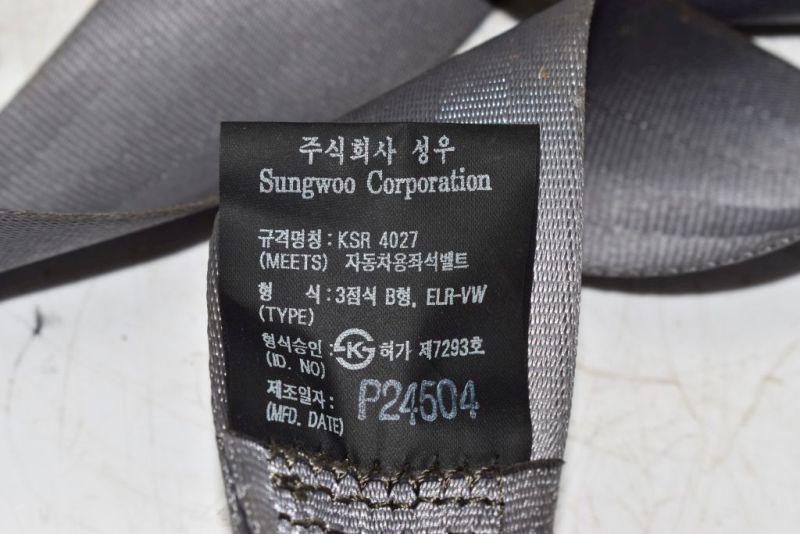 주식회사 성우
Sungwoo Corporation
규격명칭 : KSR 4027
(MEETS) 자동차용좌석벨트
형 식 : 3점식 B형, ELR-VW
(TYPE)
형식승인 : K 허가 제7293호
(ID. NO)
제조일자 : P24504
(MFD. DATE)